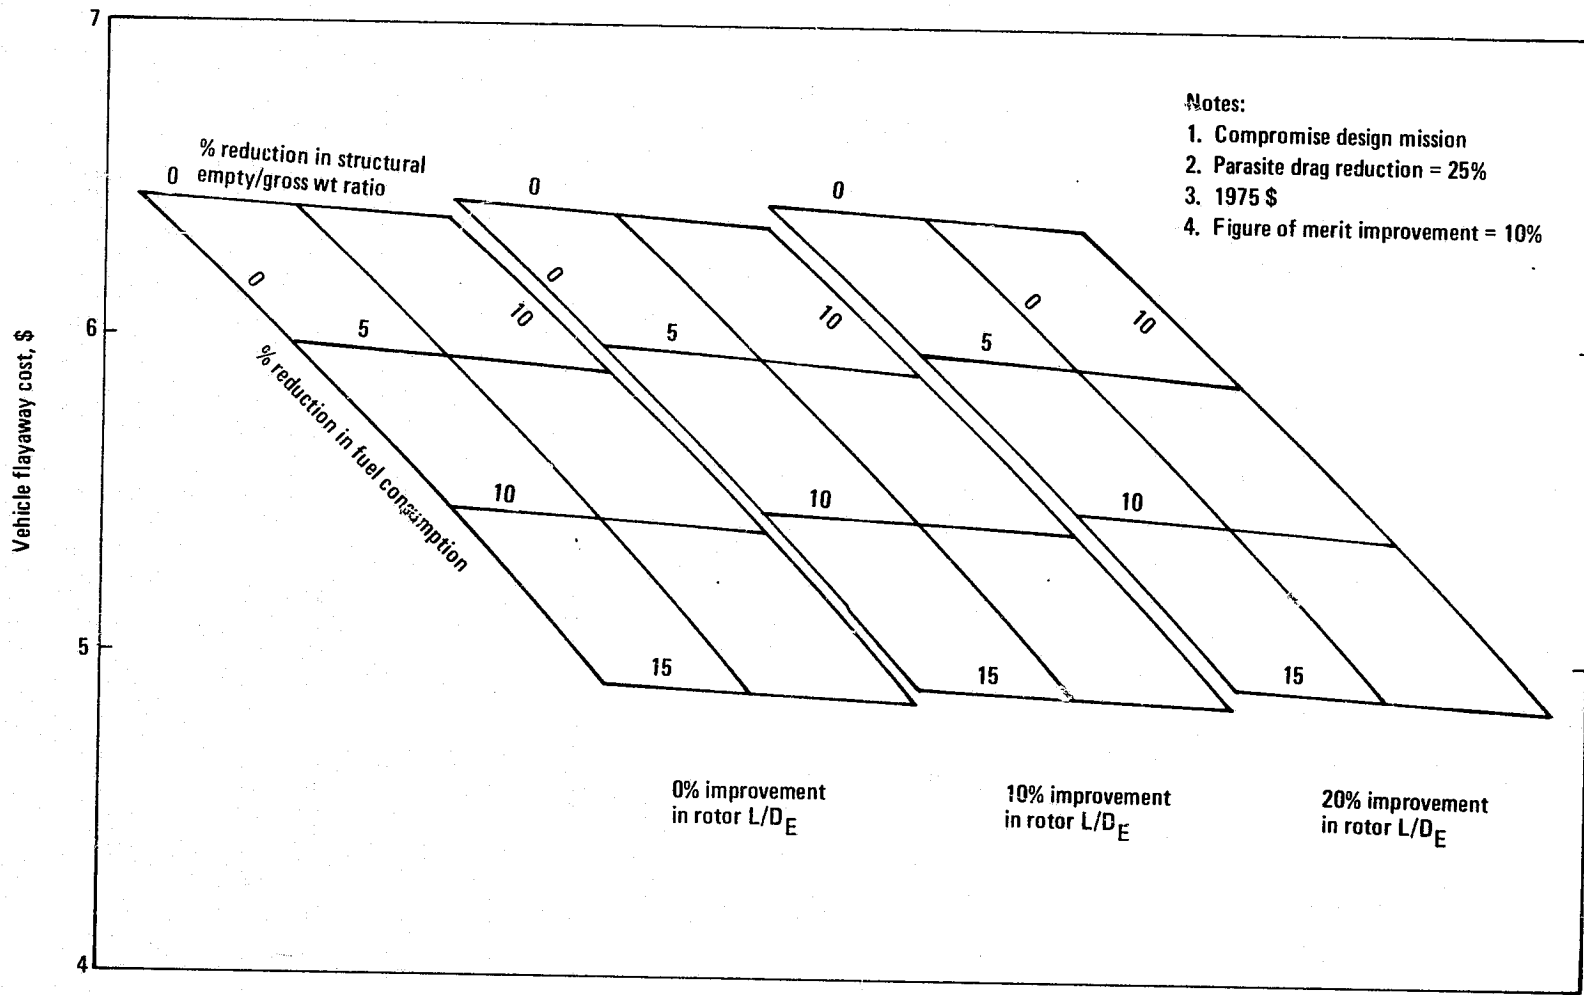 7
Notes:
1. Compromise design mission
2. Parasite drag reduction = 25%
3. 1975 $
4. Figure of merit improvement = 10%
% reduction in structural
empty/gross wt ratio
0
0
0
0
0
0
10
10
10
6
5
5
5
Vehicle flyaway cost, $
% reduction in fuel consumption
10
10
10
5
15
15
15
0% improvement
in rotor L/DE
10% improvement
in rotor L/DE
20% improvement
in rotor L/DE
4